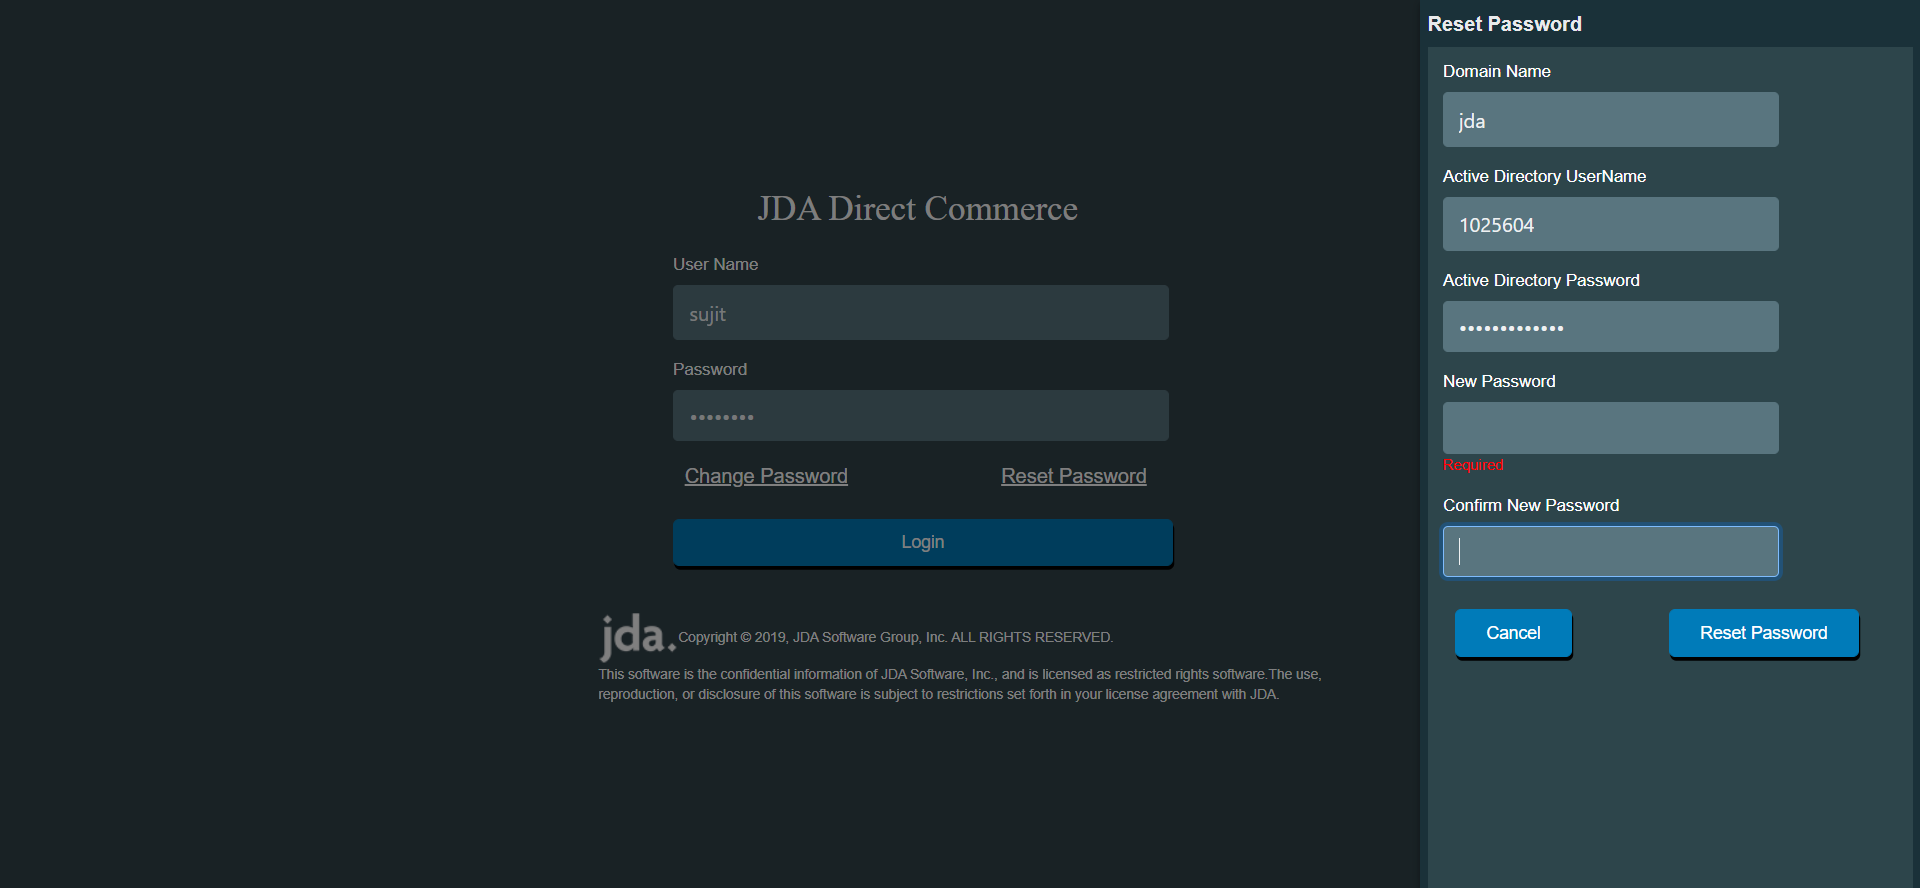 JDA Direct Commerce
User Name
sujit
Password
••••••••
Change Password
Reset Password
Login
jda.
Copyright © 2019, JDA Software Group, Inc. ALL RIGHTS RESERVED.
This software is the confidential information of JDA Software, Inc., and is licensed as restricted rights software.The use,
reproduction, or disclosure of this software is subject to restrictions set forth in your license agreement with JDA.
Reset Password
Domain Name
jda
Active Directory UserName
1025604
Active Directory Password
•••••••••••••
New Password
Required
Confirm New Password
Cancel
Reset Password